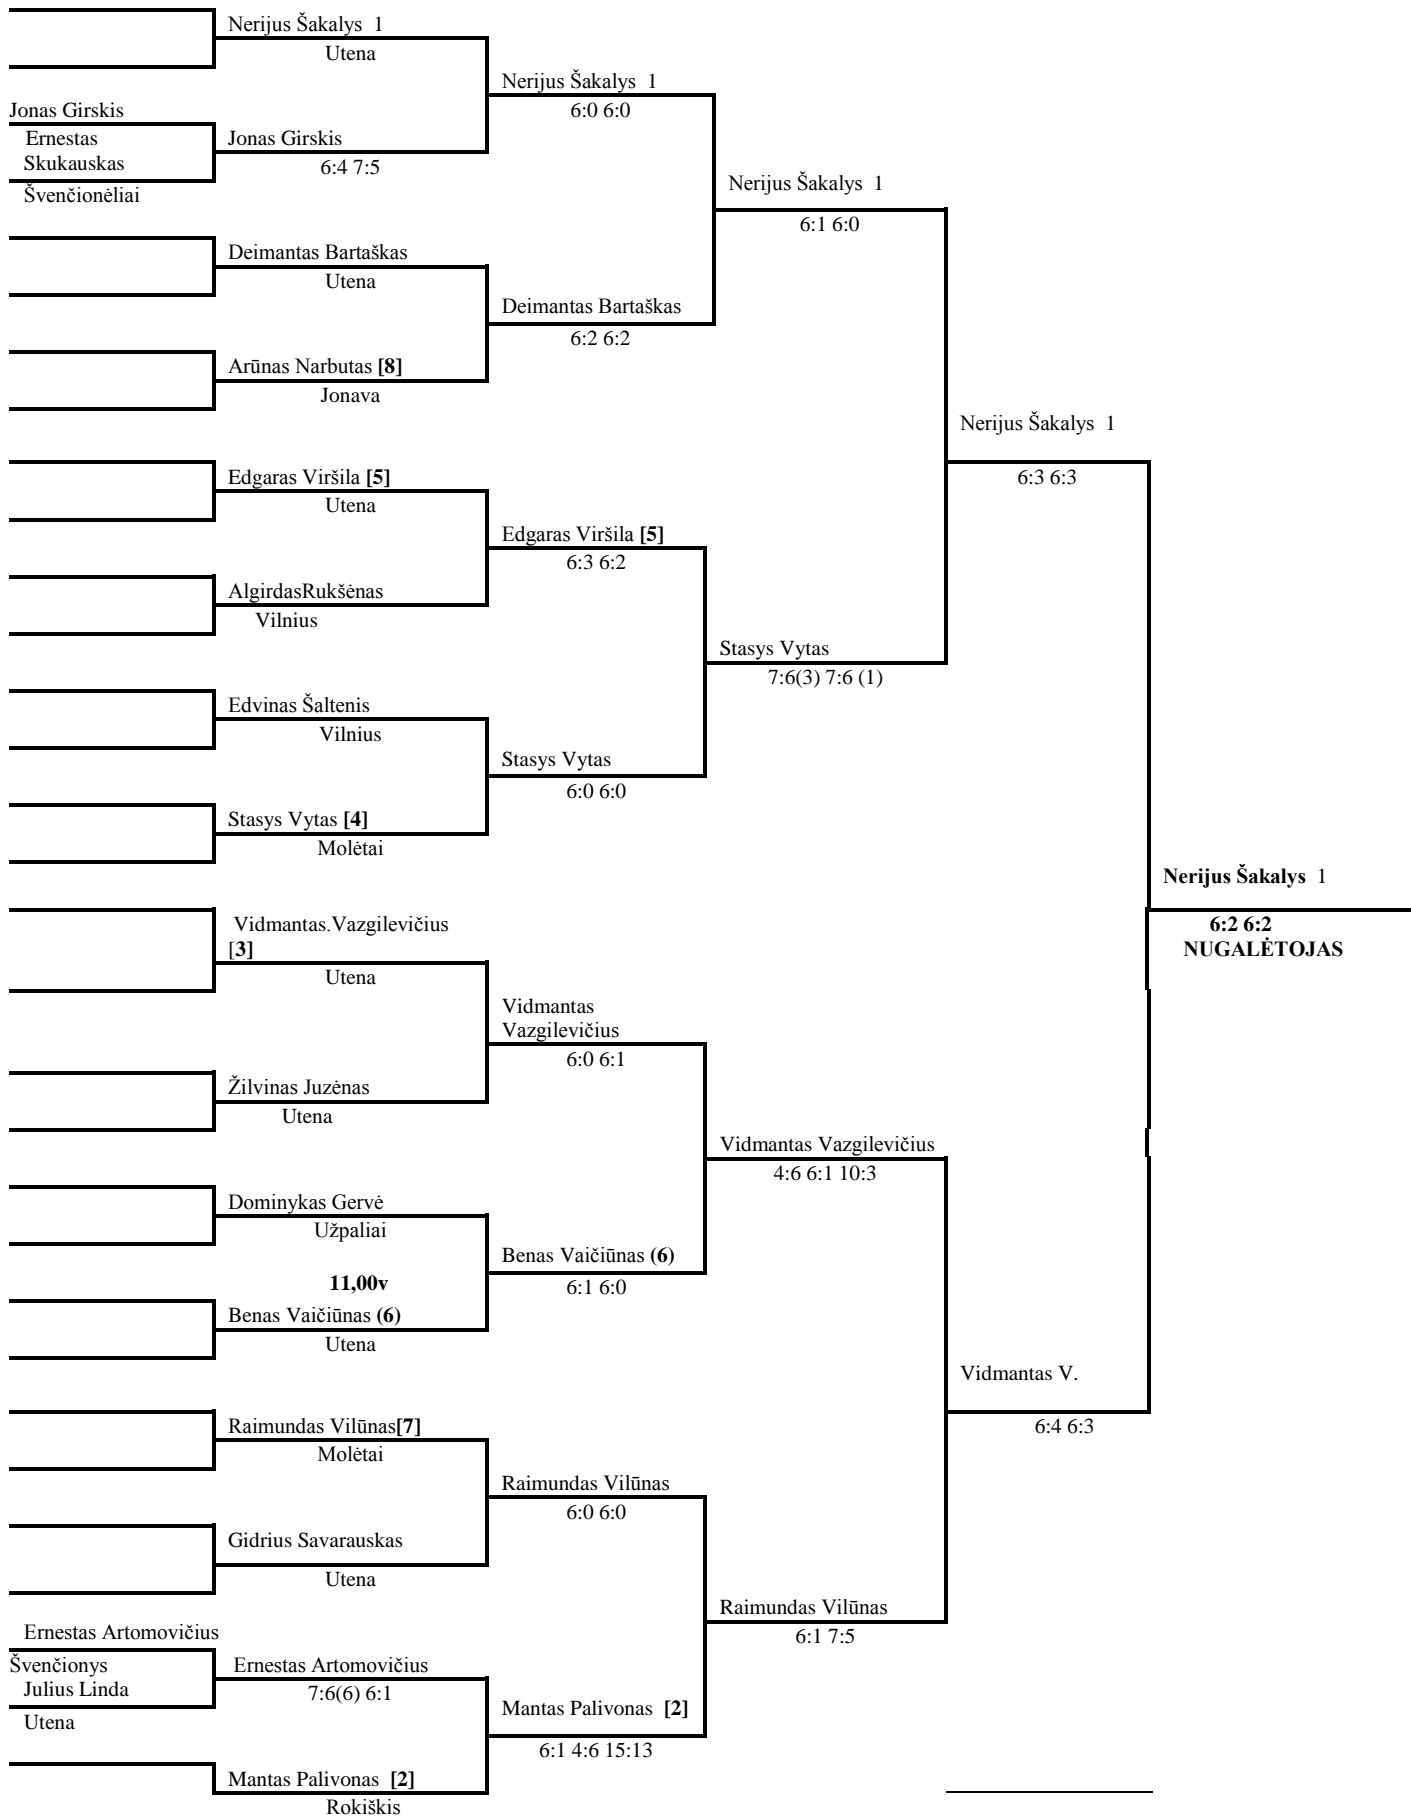 Nerijus Šakalys 1
Utena
Nerijus Šakalys 1
6:0 6:0
Jonas Girskis
Ernestas
Skukauskas
Švenčionėliai
Jonas Girskis
6:4 7:5
Nerijus Šakalys 1
6:1 6:0
Deimantas Bartaškas
Utena
Deimantas Bartaškas
6:2 6:2
Arūnas Narbutas [8]
Jonava
Nerijus Šakalys 1
6:3 6:3
Edgaras Viršila [5]
Utena
Edgaras Viršila [5]
6:3 6:2
AlgirdasRukšėnas
Vilnius
Stasys Vytas
7:6(3) 7:6 (1)
Edvinas Šaltenis
Vilnius
Stasys Vytas
6:0 6:0
Stasys Vytas [4]
Molėtai
Nerijus Šakalys 1
6:2 6:2
NUGALĖTOJAS
Vidmantas.Vazgilevičius
[3]
Utena
Vidmantas
Vazgilevičius
6:0 6:1
Žilvinas Juzėnas
Utena
Vidmantas Vazgilevičius
4:6 6:1 10:3
Dominykas Gervė
Užpaliai
Benas Vaičiūnas (6)
6:1 6:0
11,00v
Benas Vaičiūnas (6)
Utena
Vidmantas V.
6:4 6:3
Raimundas Vilūnas[7]
Molėtai
Raimundas Vilūnas
6:0 6:0
Gidrius Savarauskas
Utena
Raimundas Vilūnas
6:1 7:5
Ernestas Artomovičius
Švenčionys
Julius Linda
Utena
Ernestas Artomovičius
7:6(6) 6:1
Mantas Palivonas [2]
6:1 4:6 15:13
Mantas Palivonas [2]
Rokiškis